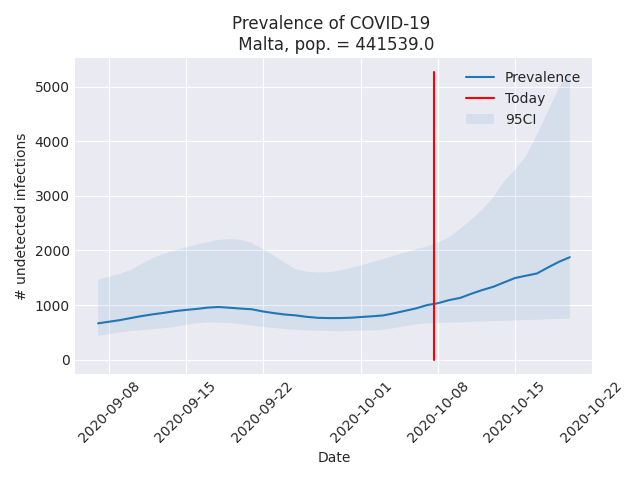 Prevalence of COVID-19
Malta, pop. = 441539.0
# undetected infections
5000
4000
3000
2000
1000
0
Prevalence
Today
95CI
2020-09-08
2020-09-15
2020-09-22
2020-10-01
2020-10-08
2020-10-15
2020-10-22
Date